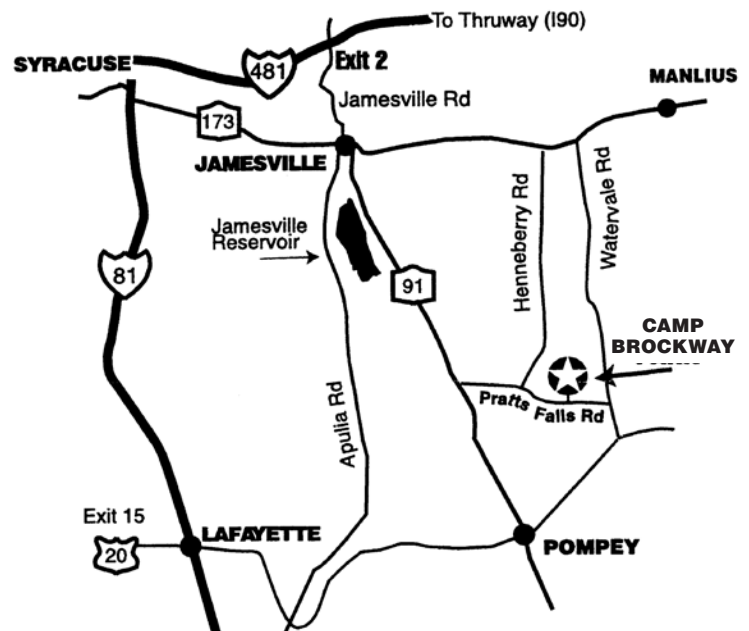 To Thruway (I90)
SYRACUSE
481
Exit 2
MANLIUS
Jamesville Rd
173
JAMESVILLE
Henneberry Rd
Watervale Rd
Jamesville
Reservoir
81
91
CAMP
BROCKWAY
Pratts Falls Rd
Apulia Rd
Exit 15
20
LAFAYETTE
POMPEY